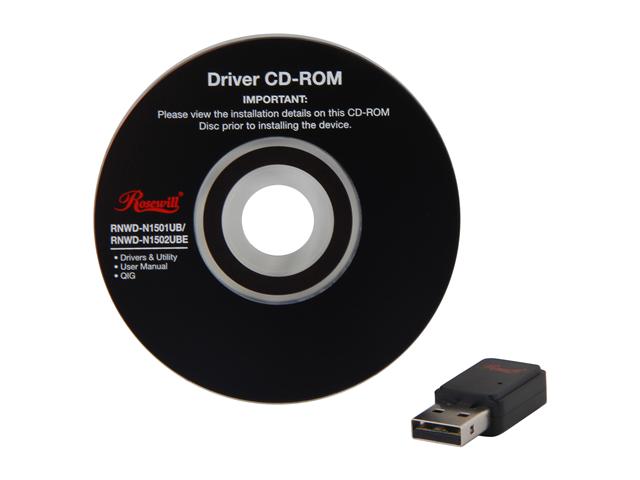 Driver CD-ROM
IMPORTANT:
Please view the installation details on this CD-ROM
Disc prior to installing the device.
Rosewill®
RNWD-N1501UB/
RNWD-N1502UBE
• Drivers & Utility
• User Manual
• QIG
Rosewill